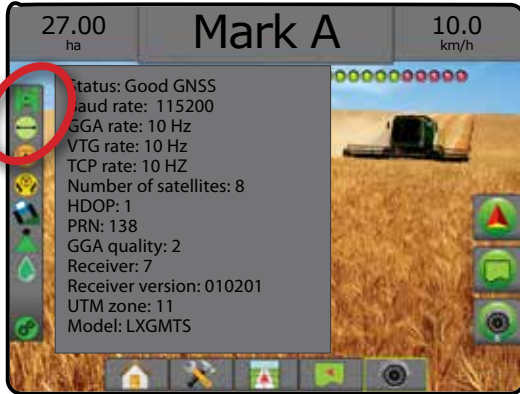 27.00
ha
Mark A
10.0
km/h
Status: Good GNSS
Baud rate: 115200
GGA rate: 10 Hz
VTG rate: 10 Hz
TCP rate: 10 HZ
Number of satellites: 8
HDOP: 1
PRN: 138
GGA quality: 2
Receiver: 7
Receiver version: 010201
UTM zone: 11
Model: LXGMTS